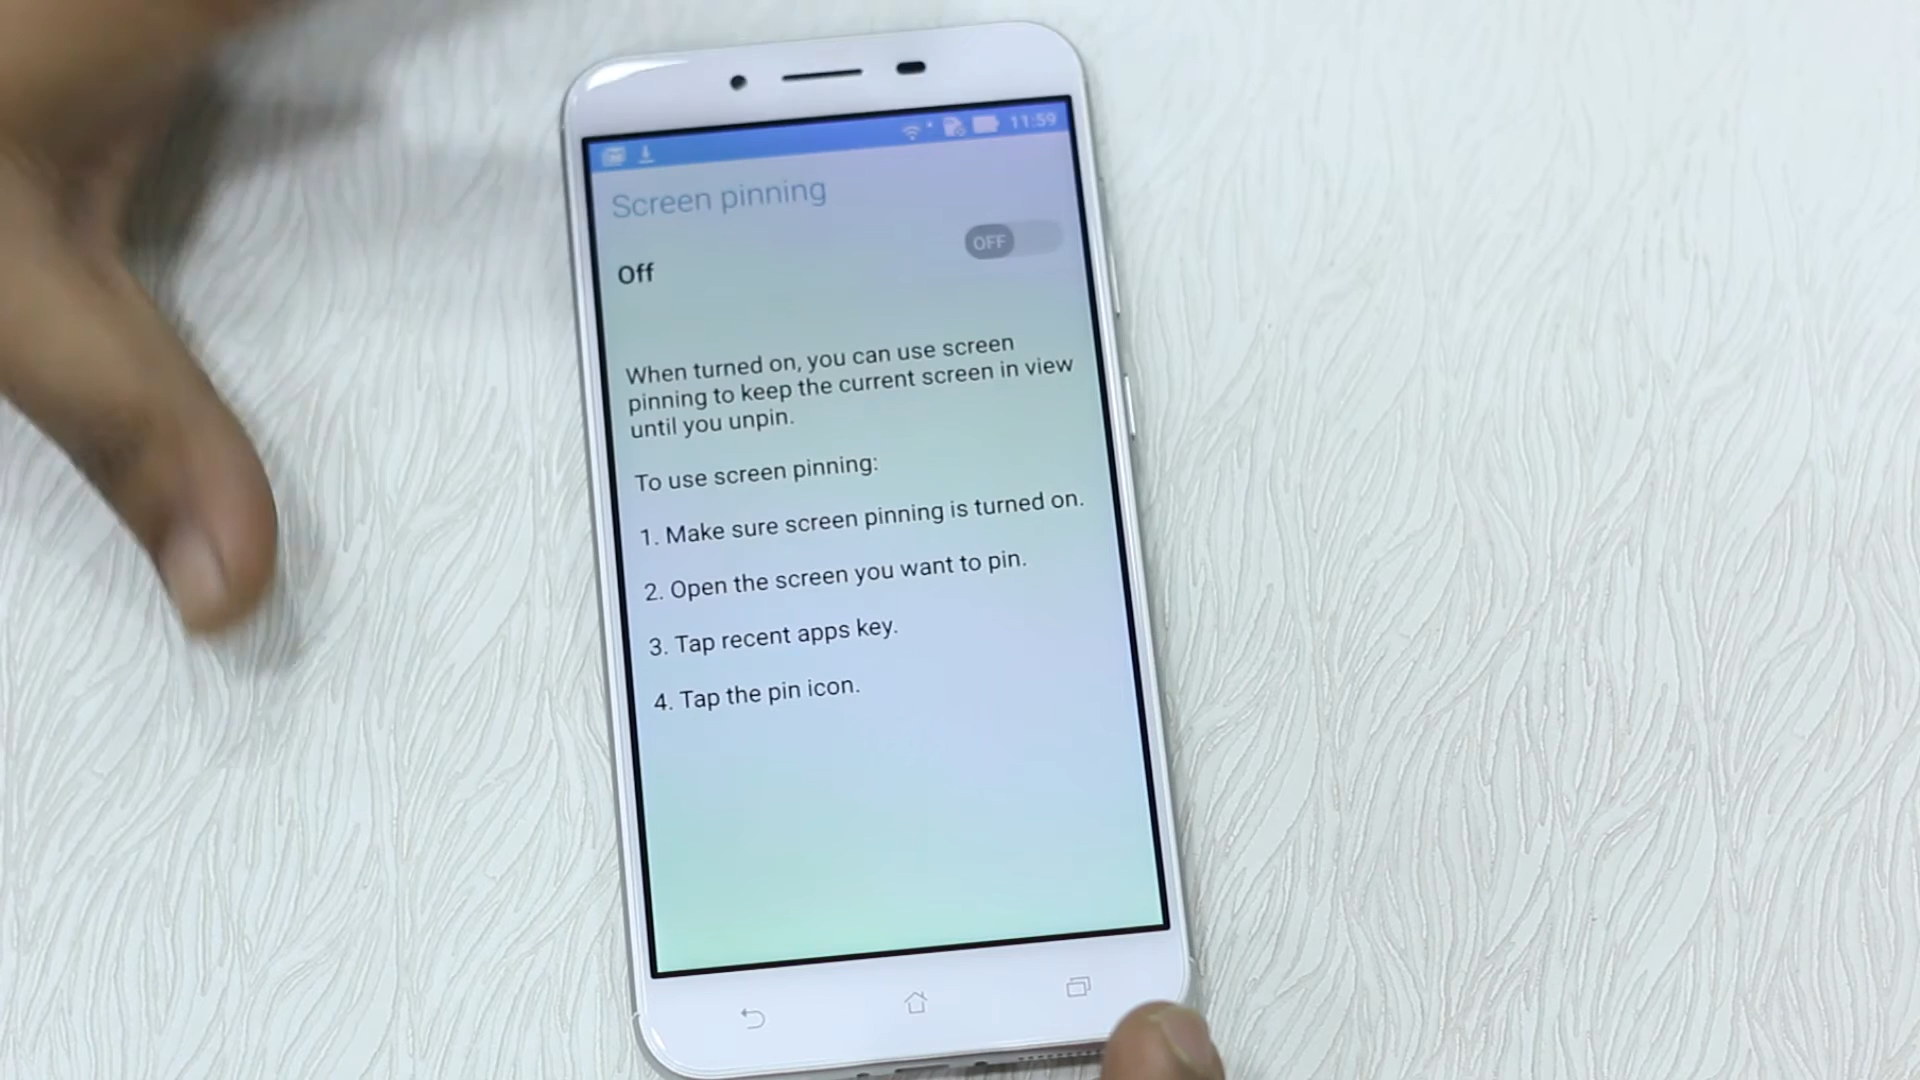 11:59
Screen pinning
OFF
Off
When turned on, you can use screen
pinning to keep the current screen in view
until you unpin.
To use screen pinning:
1. Make sure screen pinning is turned on.
2. Open the screen you want to pin.
3. Tap recent apps key.
4. Tap the pin icon.